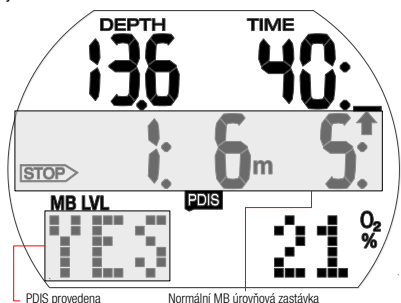 DEPTH TIME
13.6 40:
STOP 1: 6m 5:
MB LVL PDIS
YES 21 O2 %
PDIS provedena Normální MB úrovňová zastávka